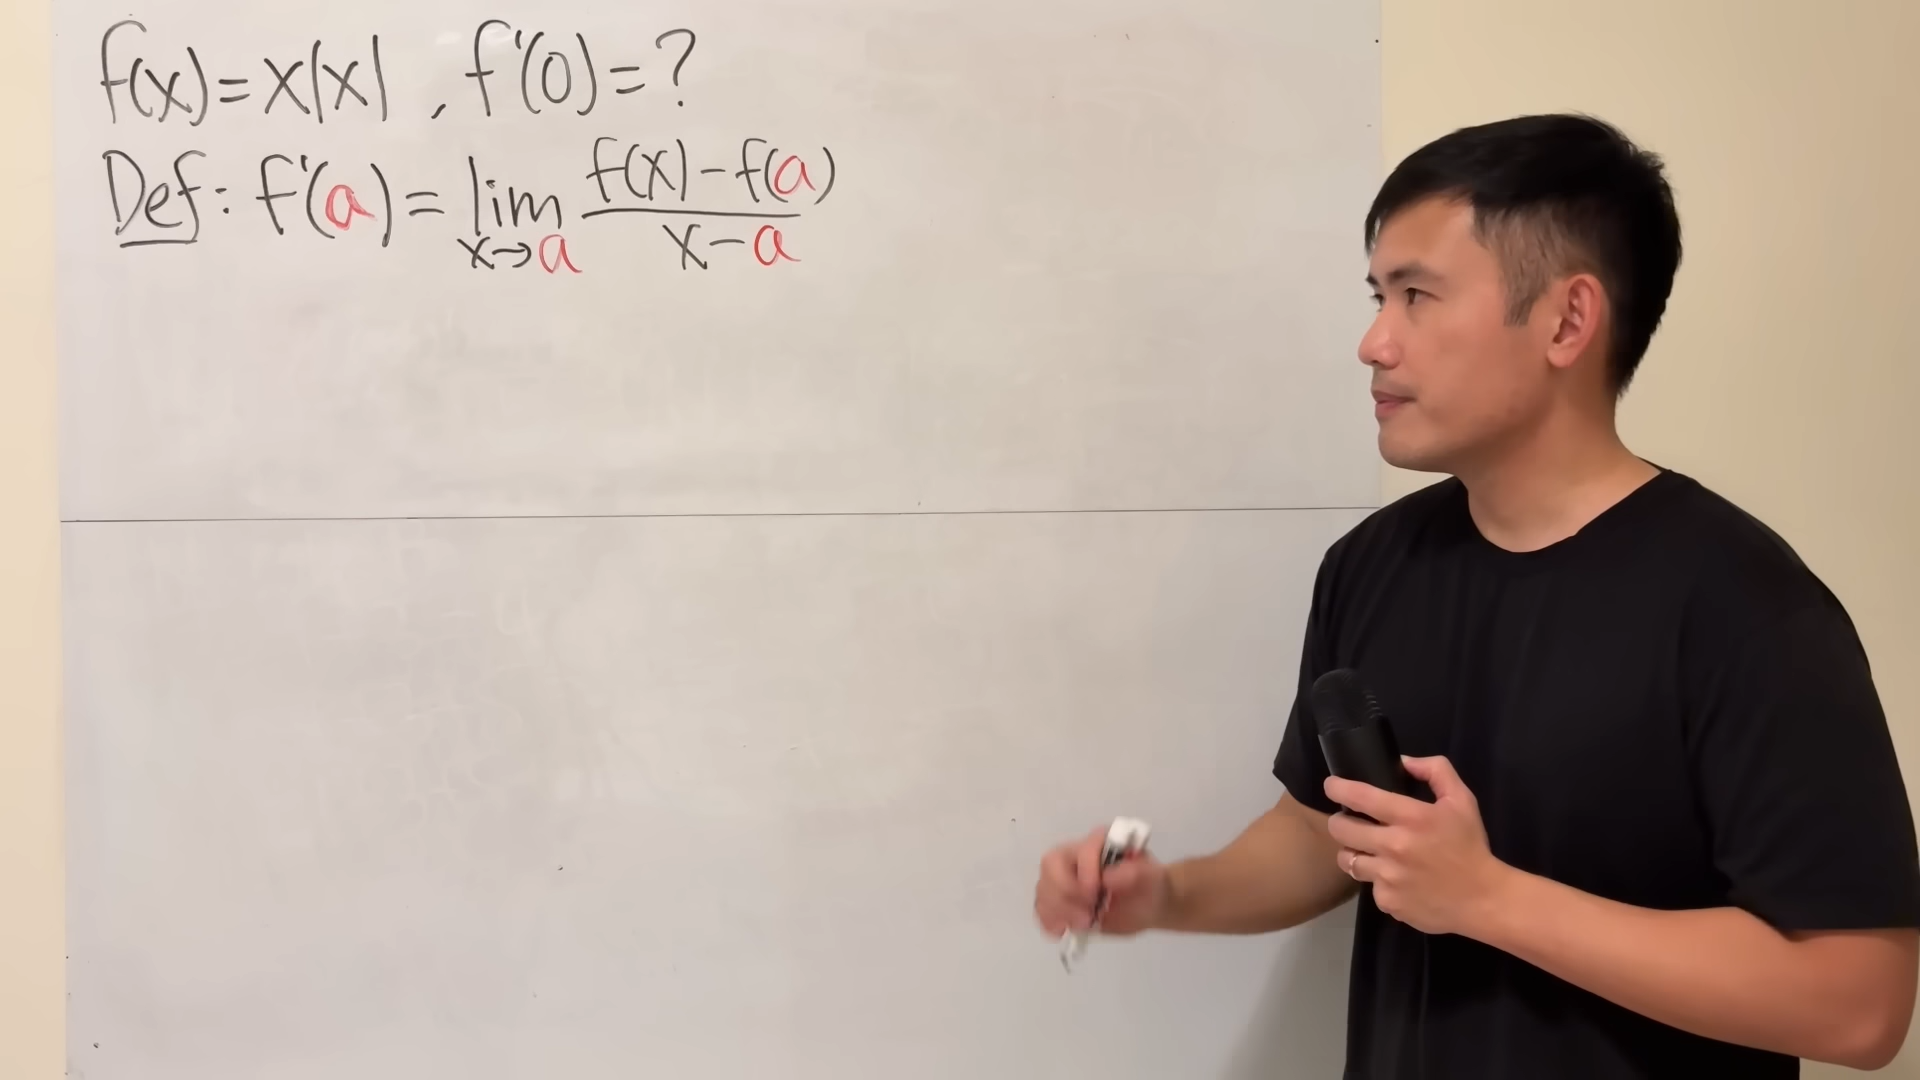 f(x)=x|x| , f'(0)=?
Def: f'(a)= lim x→a (f(x)-f(a))/(x-a)